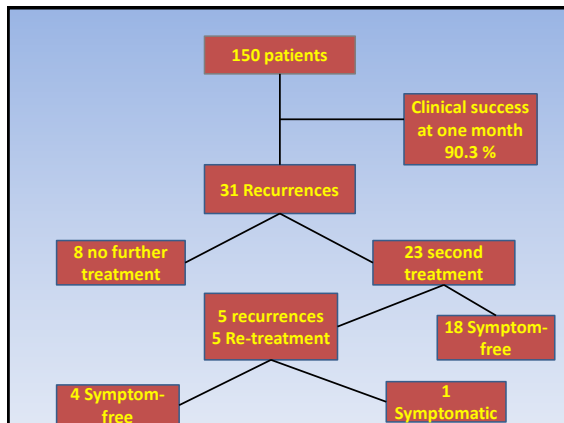 150 patients
Clinical success
at one month
90.3 %
31 Recurrences
8 no further
treatment
23 second
treatment
5 recurrences
5 Re-treatment
18 Symptom-
free
4 Symptom-
free
1
Symptomatic